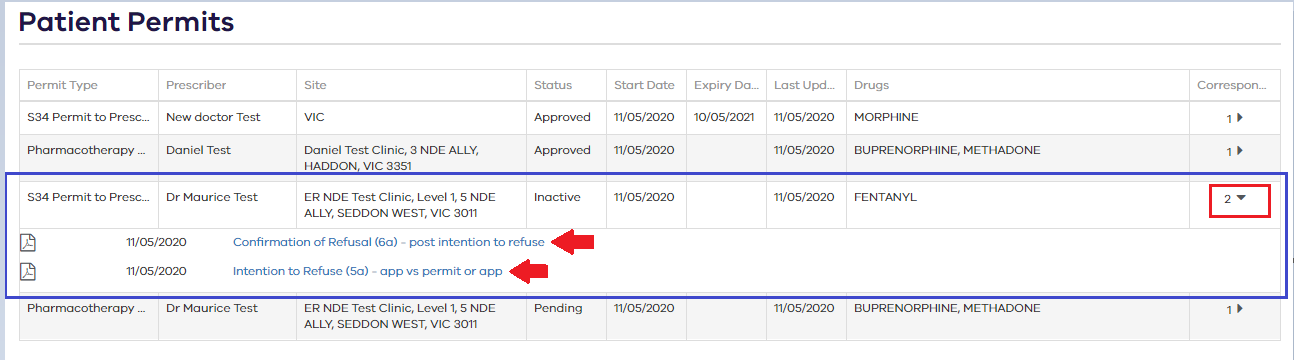 Patient Permits
Permit Type Prescriber Site Status Start Date Expiry Da... Last Upd... Drugs Correspon...
S34 Permit to Presc... New doctor Test VIC Approved 11/05/2020 10/05/2021 11/05/2020 MORPHINE 1
Pharmacotherapy ... Daniel Test Daniel Test Clinic, 3 NDE ALLY, Approved 11/05/2020 11/05/2020 BUPRENORPHINE, METHADONE 1
HADDON, VIC 3351
S34 Permit to Presc... Dr Maurice Test ER NDE Test Clinic, Level 1, 5 NDE Inactive 11/05/2020 FENTANYL 2
ALLY, SEDDON WEST, VIC 3011
11/05/2020 Confirmation of Refusal (6a) - post intention to refuse
11/05/2020 Intention to Refuse (5a) - app vs permit or app
Pharmacotherapy ... Dr Maurice Test ER NDE Test Clinic, Level 1, 5 NDE Pending 11/05/2020 11/05/2020 BUPRENORPHINE, METHADONE 1
ALLY, SEDDON WEST, VIC 3011